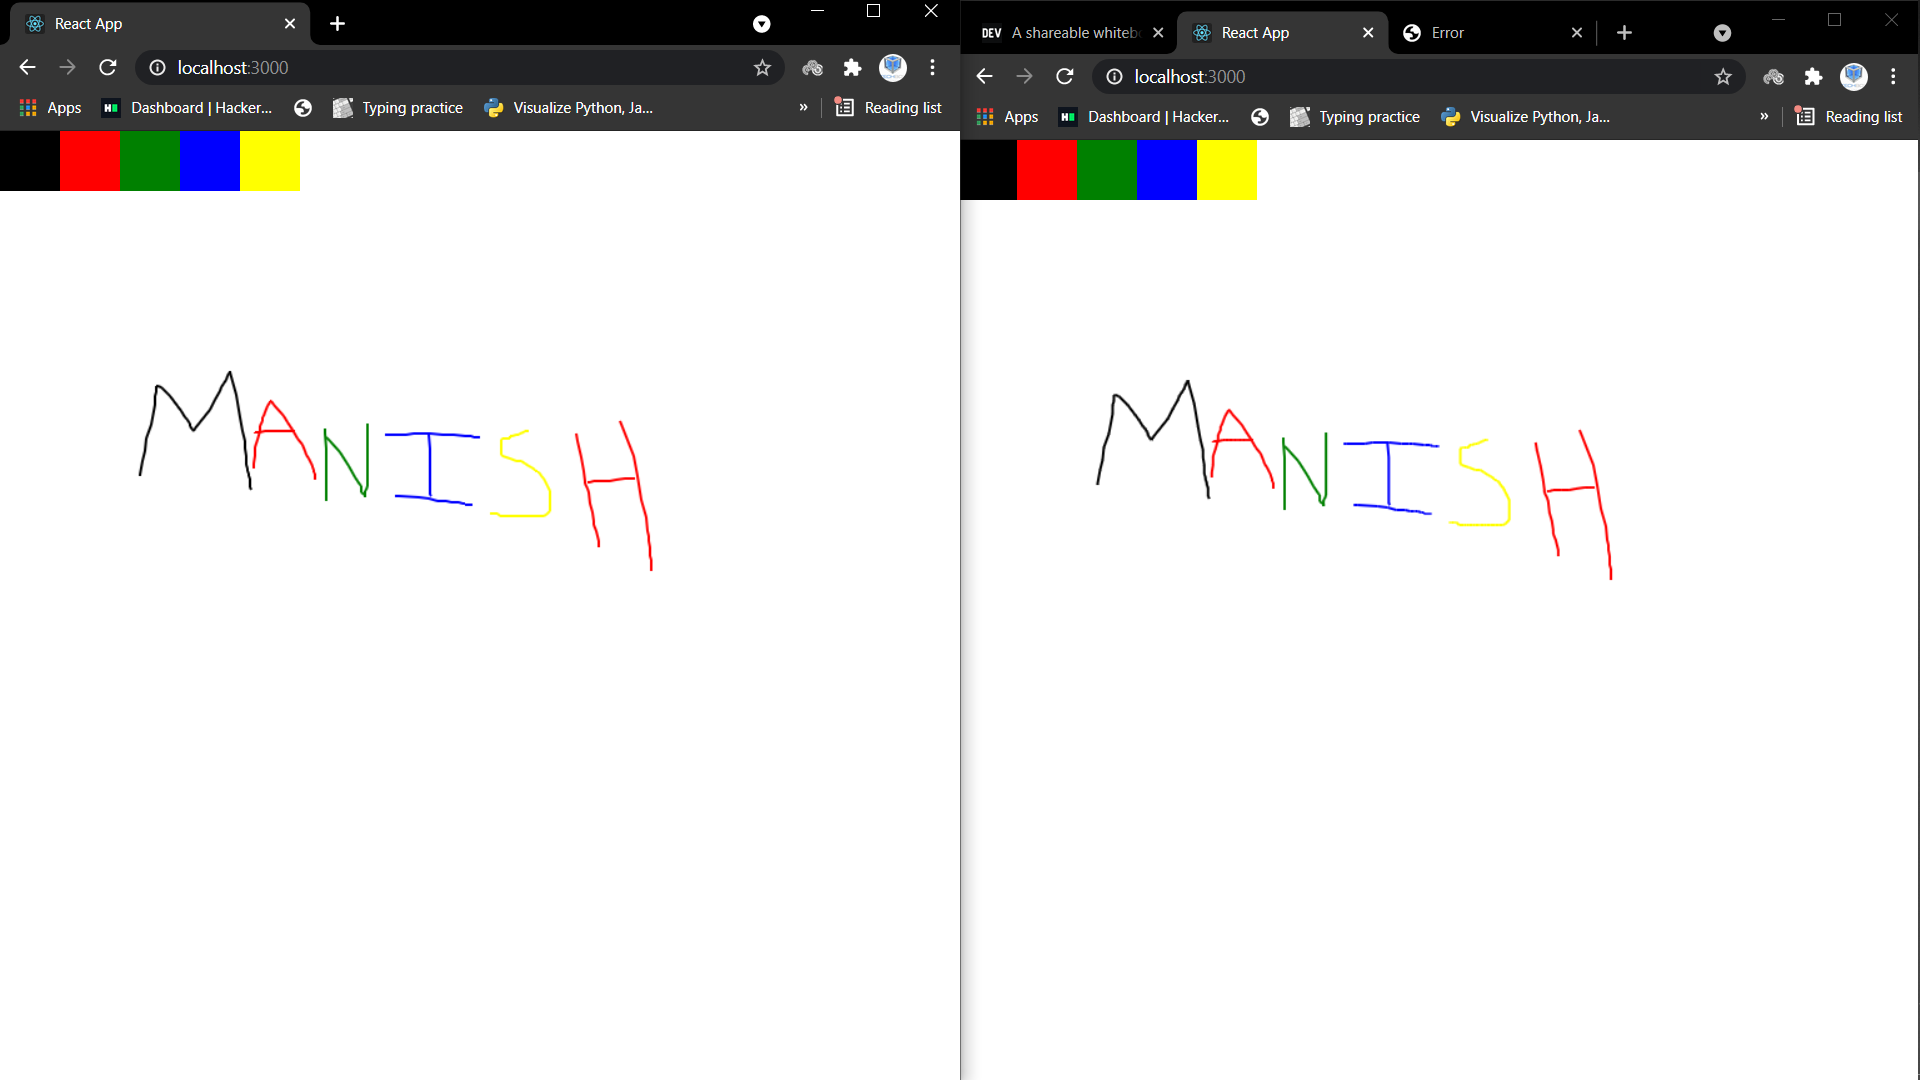 React App
localhost:3000
Apps
Dashboard | Hacker...
Typing practice
Visualize Python, Ja...
»
Reading list
MANISH
DEV A shareable whitebo
React App
Error
localhost:3000
Apps
Dashboard | Hacker...
Typing practice
Visualize Python, Ja...
»
Reading list
MANISH